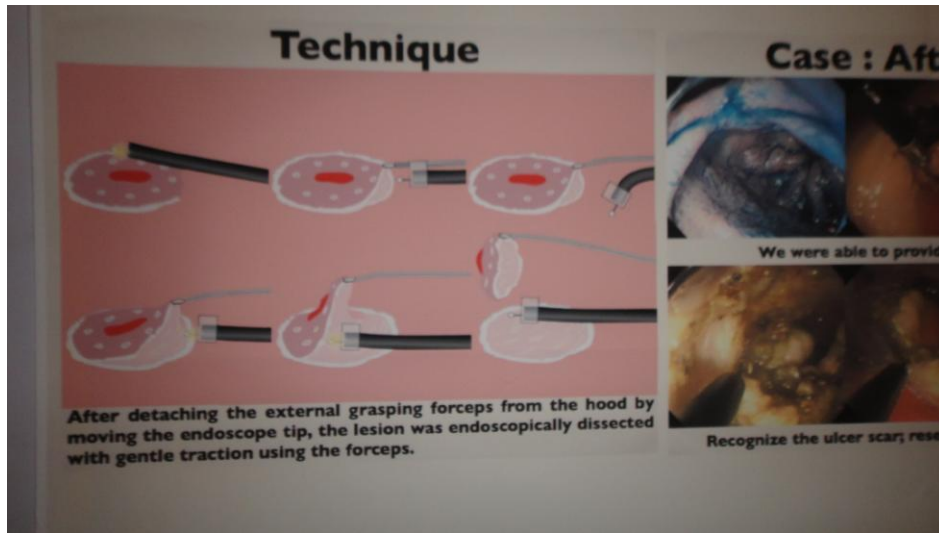 Technique
After detaching the external grasping forceps from the hood by
moving the endoscope tip, the lesion was endoscopically dissected
with gentle traction using the forceps.
Case : Aft
We were able to provid
Recognize the ulcer scar; rese